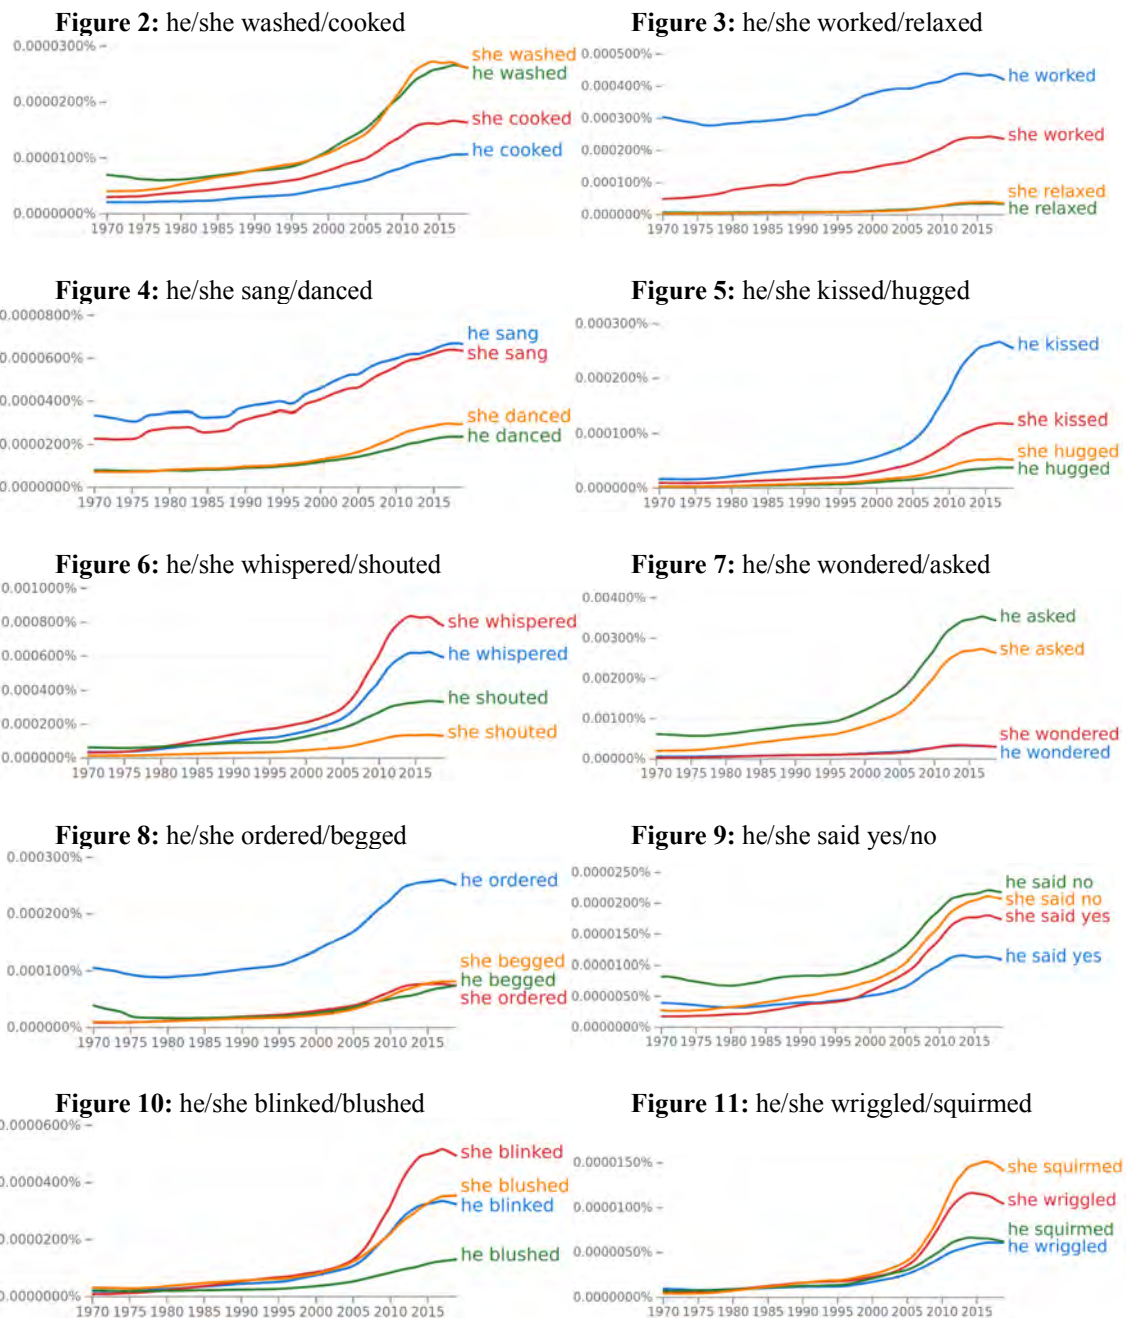 Figure 2: he/she washed/cooked
0.0000300%
0.0000200%
0.0000100%
0.0000000%
she washed
he washed
she cooked
he cooked
1970 1975 1980 1985 1990 1995 2000 2005 2010 2015
Figure 3: he/she worked/relaxed
0.000500%
0.000400%
0.000300%
0.000200%
0.000100%
0.000000%
he worked
she worked
she relaxed
he relaxed
1970 1975 1980 1985 1990 1995 2000 2005 2010 2015
Figure 4: he/she sang/danced
0.0000800%
0.0000600%
0.0000400%
0.0000200%
0.0000000%
he sang
she sang
she danced
he danced
1970 1975 1980 1985 1990 1995 2000 2005 2010 2015
Figure 5: he/she kissed/hugged
0.000300%
0.000200%
0.000100%
0.000000%
he kissed
she kissed
she hugged
he hugged
1970 1975 1980 1985 1990 1995 2000 2005 2010 2015
Figure 6: he/she whispered/shouted
0.001000%
0.000800%
0.000600%
0.000400%
0.000200%
0.000000%
she whispered
he whispered
he shouted
she shouted
1970 1975 1980 1985 1990 1995 2000 2005 2010 2015
Figure 7: he/she wondered/asked
0.00400%
0.00300%
0.00200%
0.00100%
0.00000%
he asked
she asked
she wondered
he wondered
1970 1975 1980 1985 1990 1995 2000 2005 2010 2015
Figure 8: he/she ordered/begged
0.000300%
0.000200%
0.000100%
0.000000%
he ordered
she begged
he begged
she ordered
1970 1975 1980 1985 1990 1995 2000 2005 2010 2015
Figure 9: he/she said yes/no
0.0000250%
0.0000200%
0.0000150%
0.0000100%
0.0000050%
0.0000000%
he said no
she said no
she said yes
he said yes
1970 1975 1980 1985 1990 1995 2000 2005 2010 2015
Figure 10: he/she blinked/blushed
0.0000600%
0.0000400%
0.0000200%
0.0000000%
she blinked
she blushed
he blinked
he blushed
1970 1975 1980 1985 1990 1995 2000 2005 2010 2015
Figure 11: he/she wriggled/squirmed
0.0000150%
0.0000100%
0.0000050%
0.0000000%
she squirmed
she wriggled
he squirmed
he wriggled
1970 1975 1980 1985 1990 1995 2000 2005 2010 2015